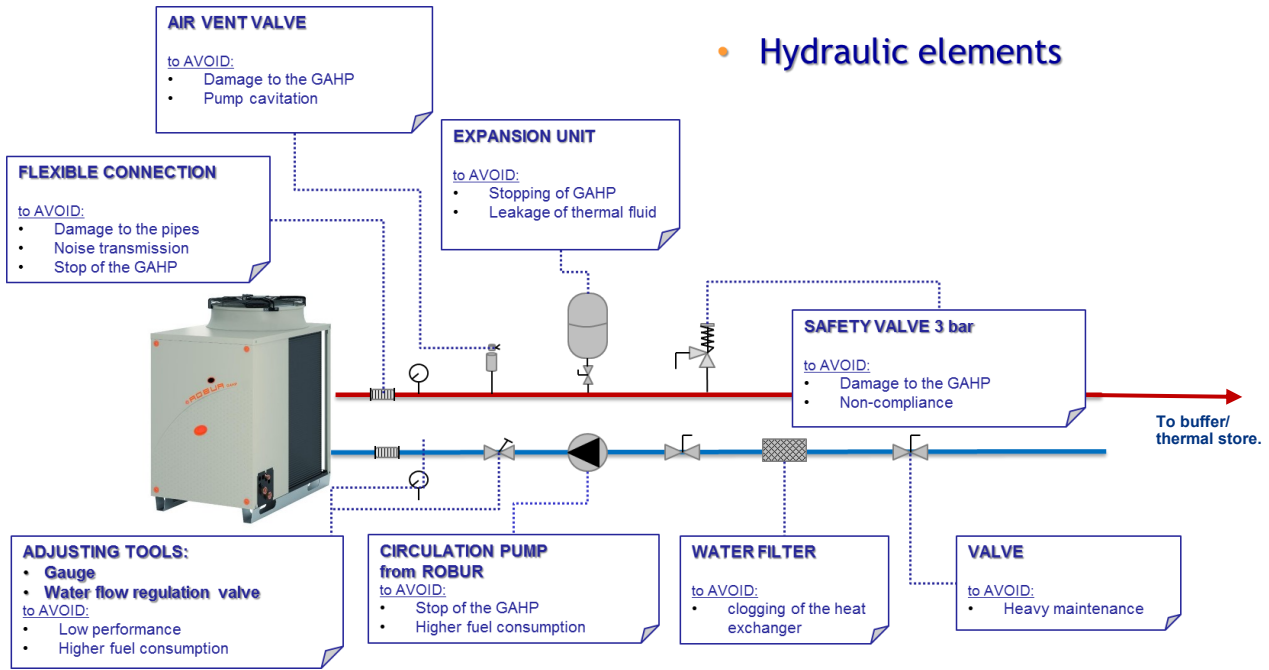 • Hydraulic elements
AIR VENT VALVE
to AVOID:
• Damage to the GAHP
• Pump cavitation
EXPANSION UNIT
to AVOID:
• Stopping of GAHP
• Leakage of thermal fluid
FLEXIBLE CONNECTION
to AVOID:
• Damage to the pipes
• Noise transmission
• Stop of the GAHP
SAFETY VALVE 3 bar
to AVOID:
• Damage to the GAHP
• Non-compliance
ROBUR
To buffer/
thermal store.
ADJUSTING TOOLS:
• Gauge
• Water flow regulation valve
to AVOID:
• Low performance
• Higher fuel consumption
CIRCULATION PUMP
from ROBUR
to AVOID:
• Stop of the GAHP
• Higher fuel consumption
WATER FILTER
to AVOID:
• clogging of the heat
exchanger
VALVE
to AVOID:
• Heavy maintenance